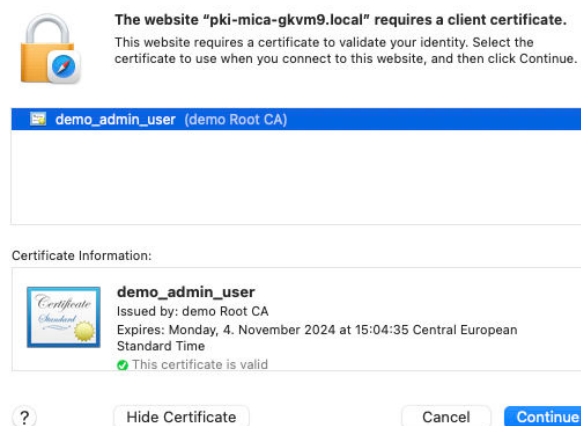 The website “pki-mica-gkvm9.local” requires a client certificate.
This website requires a certificate to validate your identity. Select the
certificate to use when you connect to this website, and then click Continue.
demo_admin_user (demo Root CA)
Certificate Information:
Certificate
Standard
demo_admin_user
Issued by: demo Root CA
Expires: Monday, 4. November 2024 at 15:04:35 Central European
Standard Time
This certificate is valid
?
Hide Certificate
Cancel
Continue